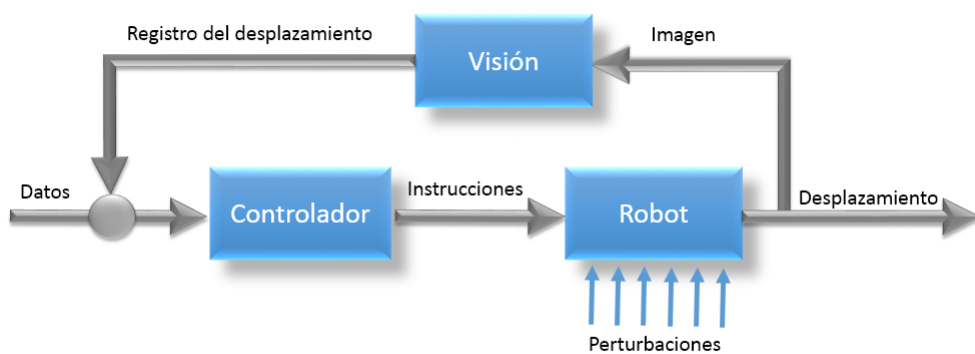 Registro del desplazamiento
Visión
Imagen
Datos
Controlador
Instrucciones
Robot
Desplazamiento
Perturbaciones